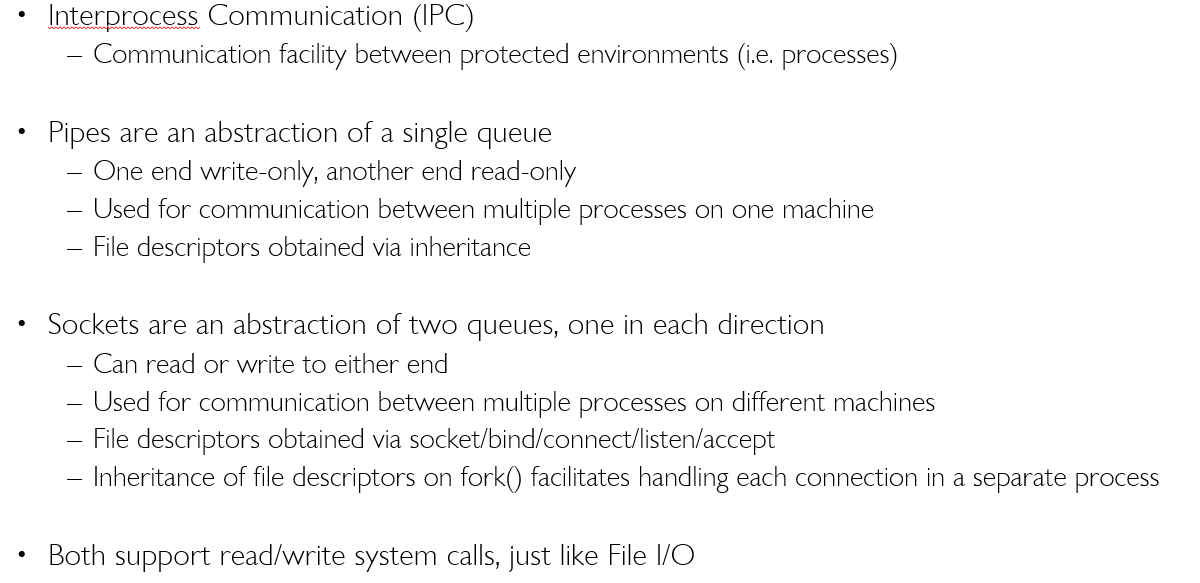 • Interprocess Communication (IPC)
– Communication facility between protected environments (i.e. processes)
• Pipes are an abstraction of a single queue
– One end write-only, another end read-only
– Used for communication between multiple processes on one machine
– File descriptors obtained via inheritance
• Sockets are an abstraction of two queues, one in each direction
– Can read or write to either end
– Used for communication between multiple processes on different machines
– File descriptors obtained via socket/bind/connect/listen/accept
– Inheritance of file descriptors on fork() facilitates handling each connection in a separate process
• Both support read/write system calls, just like File I/O